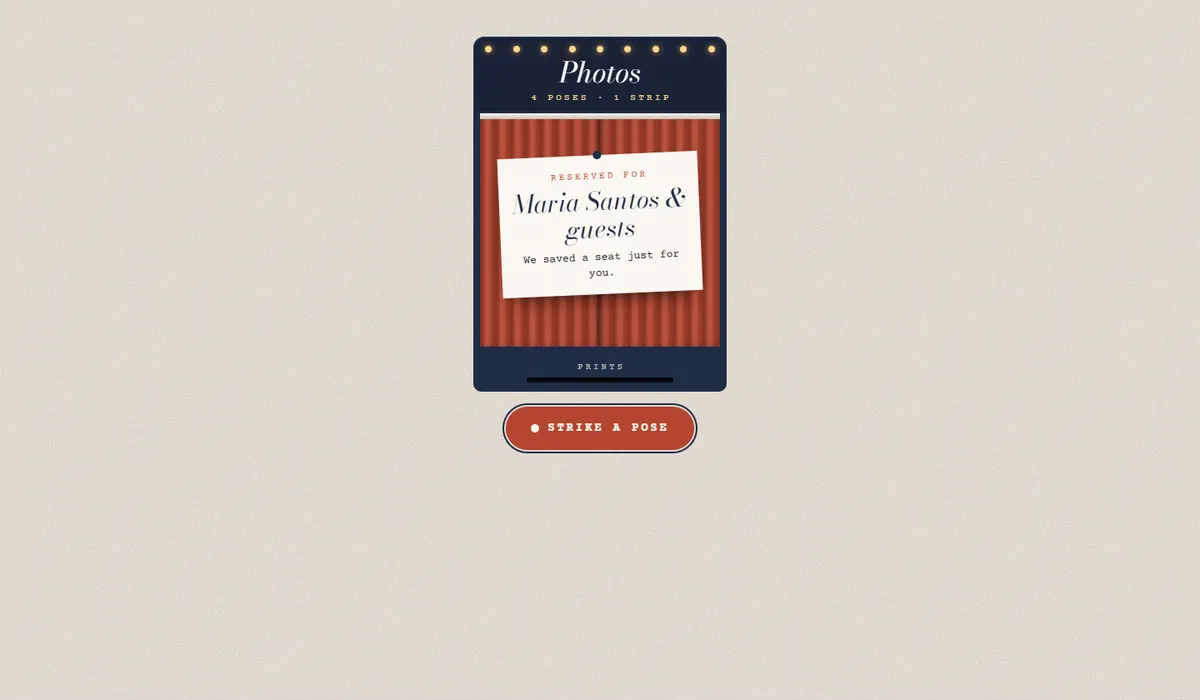 Photos
4 POSES · 1 STRIP
RESERVED FOR
Maria Santos &
guests
We saved a seat just for
you.
PRINTS
STRIKE A POSE